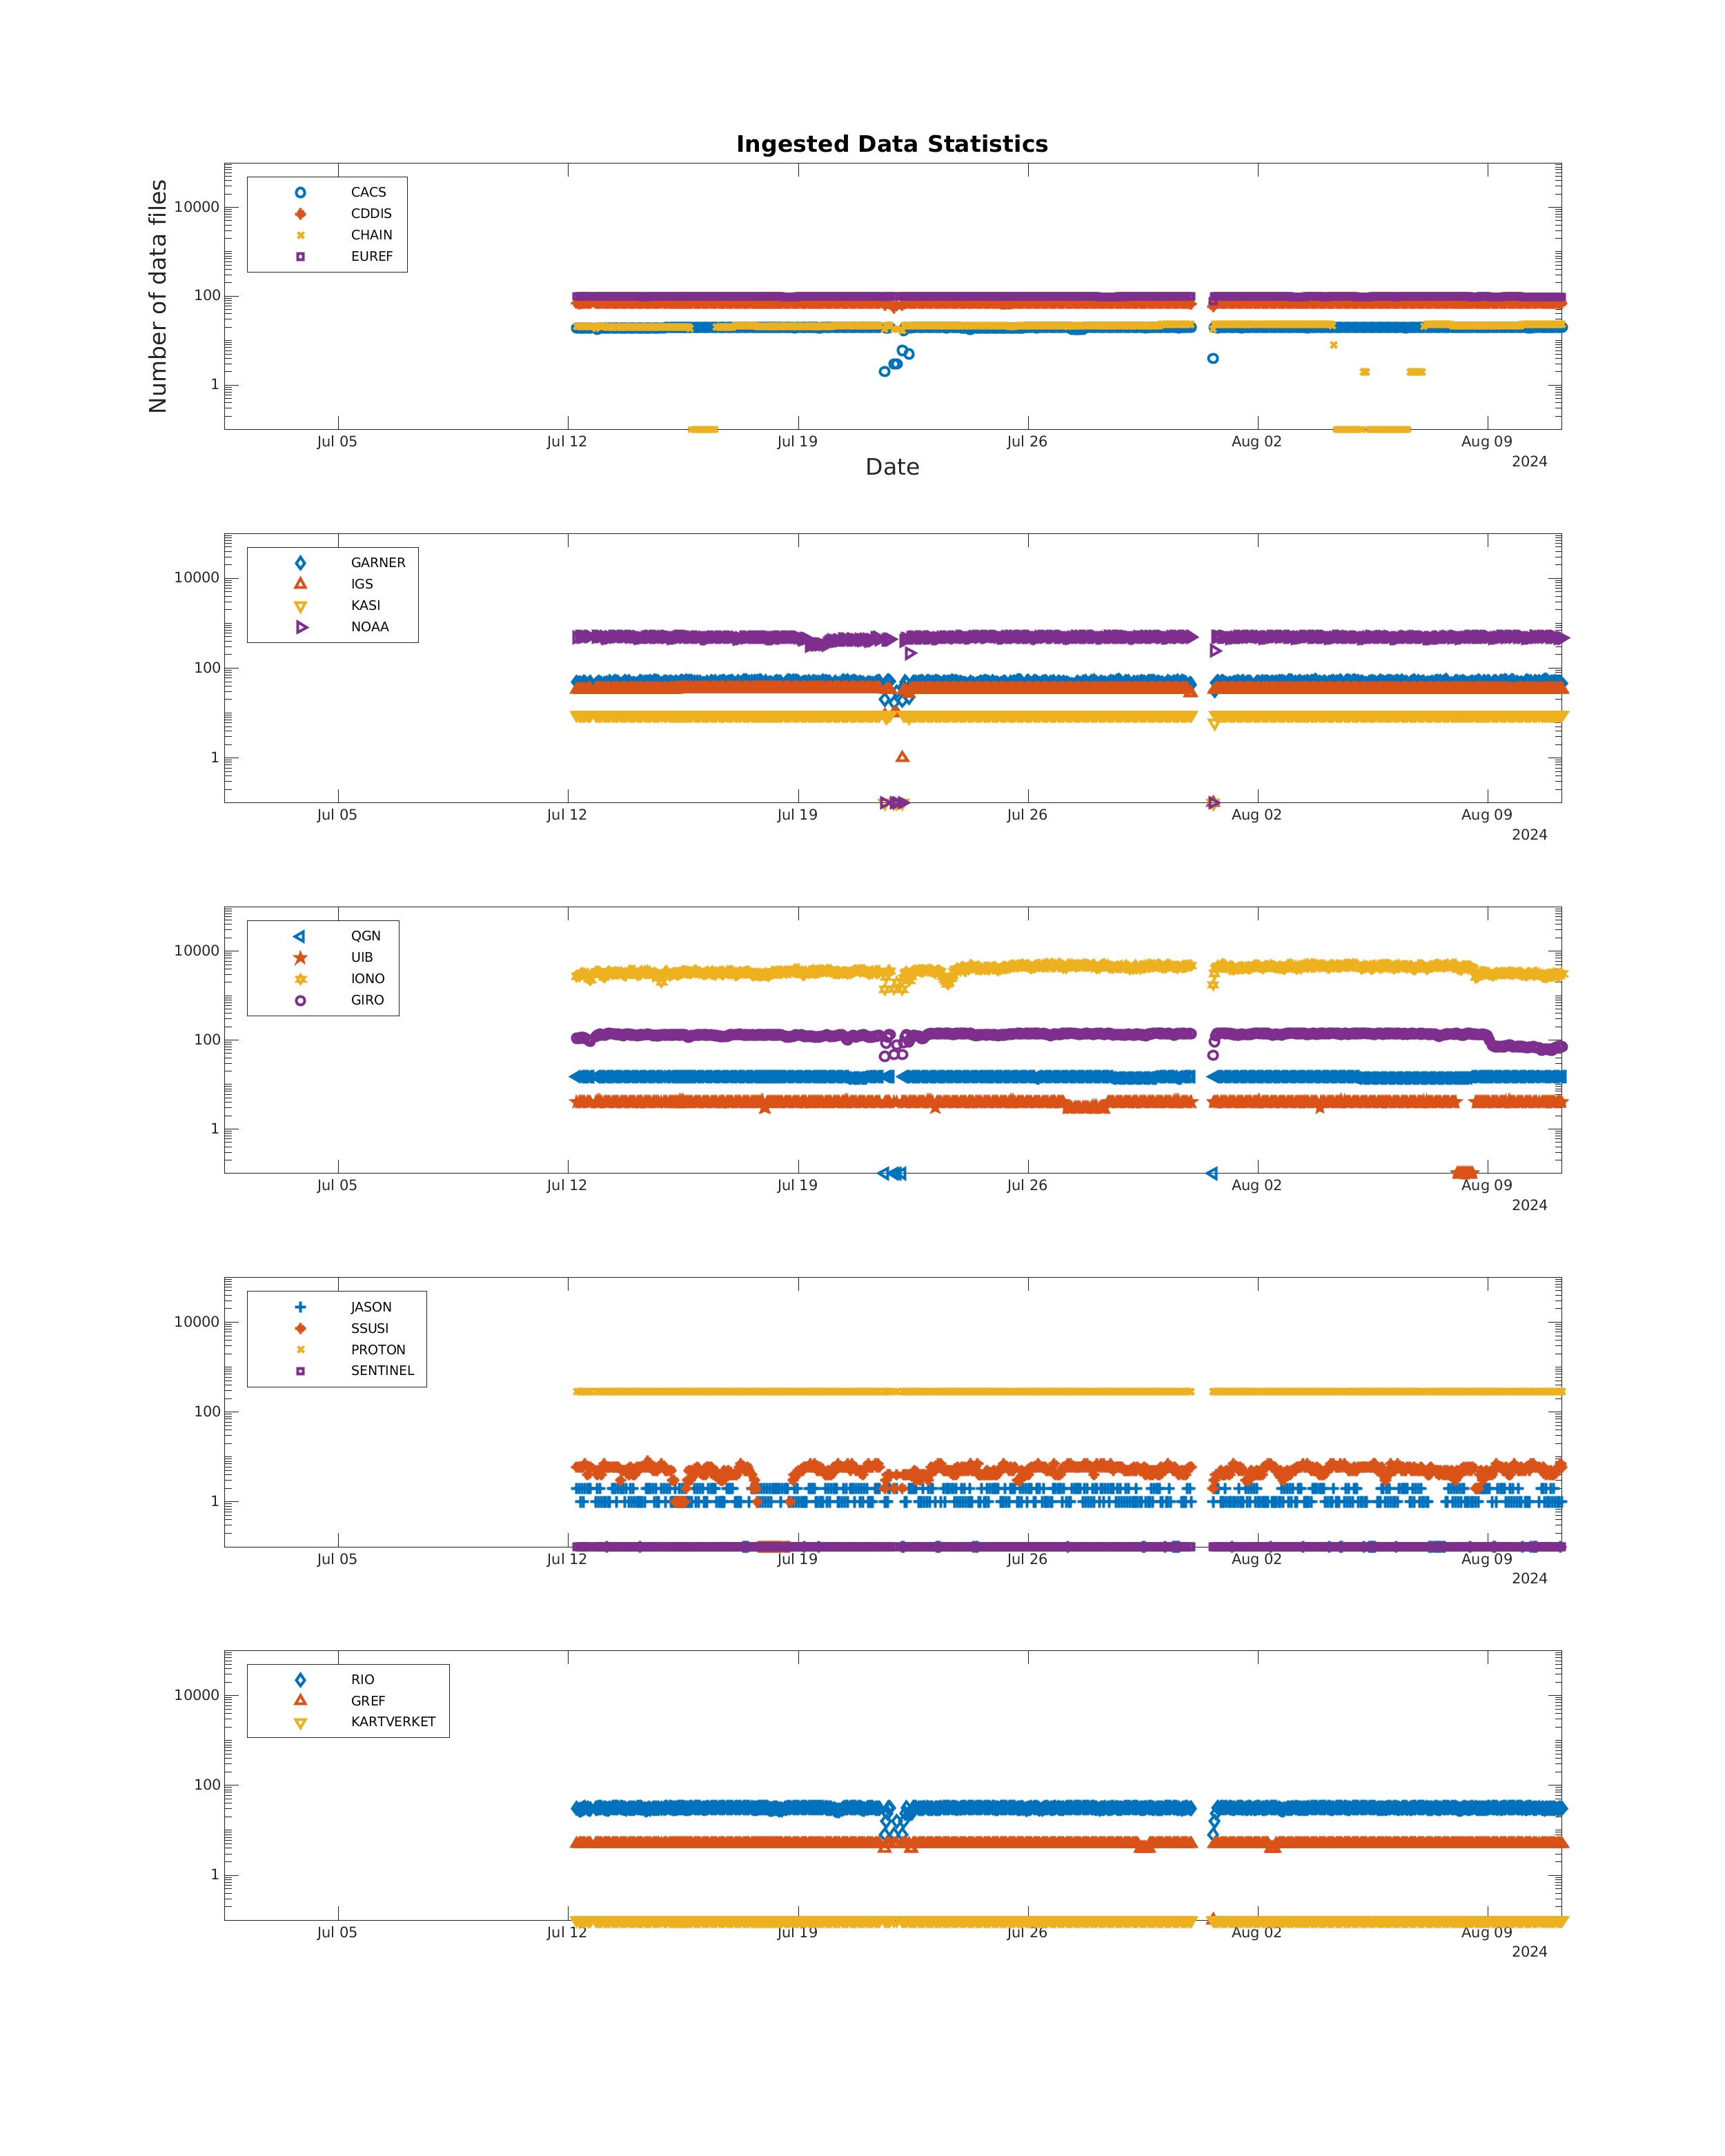 Ingested Data Statistics
Number of data files
10000
100
1
CACS
CDDIS
CHAIN
EUREF
Jul 05 Jul 12 Jul 19 Jul 26 Aug 02 Aug 09
2024
Date
10000
100
1
GARNER
IGS
KASI
NOAA
Jul 05 Jul 12 Jul 19 Jul 26 Aug 02 Aug 09
2024
10000
100
1
QGN
UIB
IONO
GIRO
Jul 05 Jul 12 Jul 19 Jul 26 Aug 02 Aug 09
2024
10000
100
1
JASON
SSUSI
PROTON
SENTINEL
Jul 05 Jul 12 Jul 19 Jul 26 Aug 02 Aug 09
2024
10000
100
1
RIO
GREF
KARTVERKET
Jul 05 Jul 12 Jul 19 Jul 26 Aug 02 Aug 09
2024